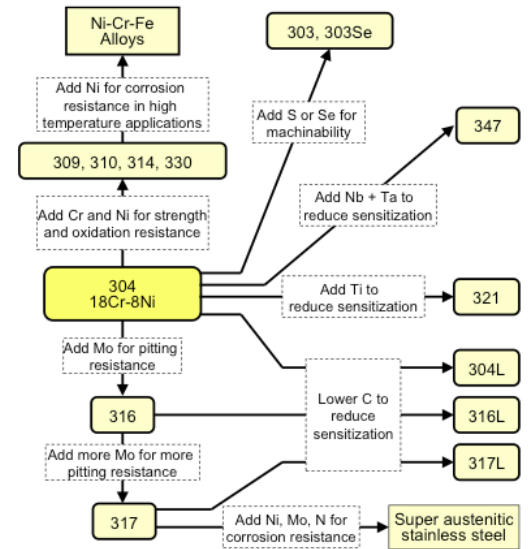 Ni-Cr-Fe
Alloys
303, 303Se
Add Ni for corrosion
resistance in high
temperature applications
Add S or Se for
machinability
347
309, 310, 314, 330
Add Nb + Ta to
reduce sensitization
Add Cr and Ni for strength
and oxidation resistance
304
18Cr-8Ni
Add Ti to
reduce sensitization
321
Add Mo for pitting
resistance
304L
Lower C to
reduce
sensitization
316
316L
Add more Mo for more
pitting resistance
317L
317
Add Ni, Mo, N for
corrosion resistance
Super austenitic
stainless steel